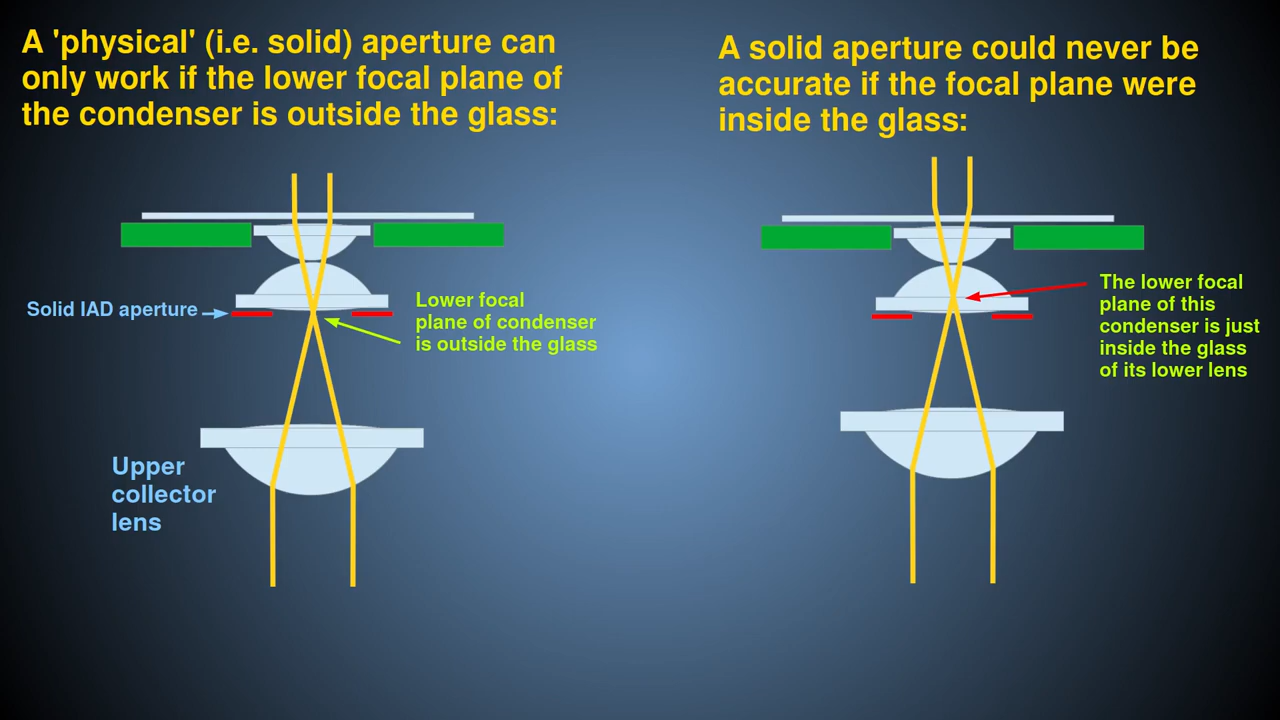 A 'physical' (i.e. solid) aperture can
only work if the lower focal plane of
the condenser is outside the glass:
Solid IAD aperture
Lower focal
plane of condenser
is outside the glass
Upper
collector
lens
A solid aperture could never be
accurate if the focal plane were
inside the glass:
The lower focal
plane of this
condenser is just
inside the glass
of its lower lens